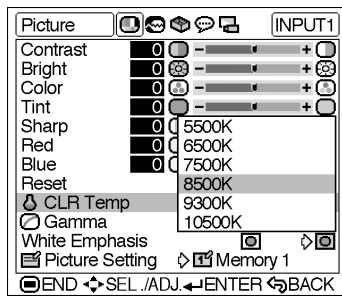 Picture INPUT1
Contrast 0 - +
Bright 0 - +
Color 0 - +
Tint 0 - +
Sharp 0 5500K
Red 0 6500K
Blue 0 7500K
Reset 8500K
CLR Temp 9300K
Gamma 10500K
White Emphasis
Picture Setting Memory 1
END SEL./ADJ. ENTER BACK